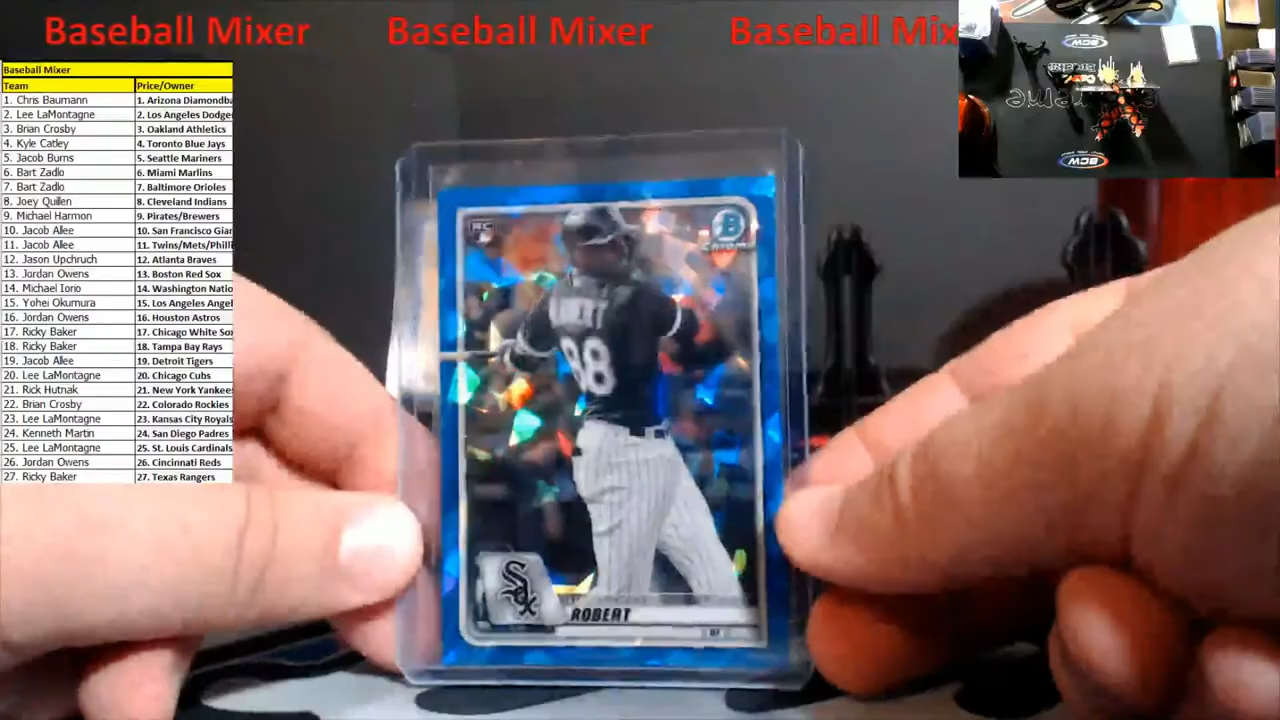 Baseball Mixer Baseball Mixer Baseball Mix
Baseball Mixer
Team Price/Owner
1. Chris Baumann 1. Arizona Diamondba
2. Lee LaMontagne 2. Los Angeles Dodge
3. Brian Crosby 3. Oakland Athletics
4. Kyle Catley 4. Toronto Blue Jays
5. Jacob Burns 5. Seattle Mariners
6. Bart Zadlo 6. Miami Marlins
7. Bart Zadlo 7. Baltimore Orioles
8. Joey Quillen 8. Cleveland Indians
9. Michael Harmon 9. Pirates/Brewers
10. Jacob Allee 10. San Francisco Gian
11. Jacob Allee 11. Twins/Mets/Philli
12. Jason Upchruch 12. Atlanta Braves
13. Jordan Owens 13. Boston Red Sox
14. Michael Iorio 14. Washington Natio
15. Yohei Okumura 15. Los Angeles Angel
16. Jordan Owens 16. Houston Astros
17. Ricky Baker 17. Chicago White Sox
18. Ricky Baker 18. Tampa Bay Rays
19. Jacob Allee 19. Detroit Tigers
20. Lee LaMontagne 20. Chicago Cubs
21. Rick Hutnak 21. New York Yankee
22. Brian Crosby 22. Colorado Rockies
23. Lee LaMontagne 23. Kansas City Royals
24. Kenneth Martin 24. San Diego Padres
25. Lee LaMontagne 25. St. Louis Cardinals
26. Jordan Owens 26. Cincinnati Reds
27. Ricky Baker 27. Texas Rangers
RC
B
Chrome
88
Sox
ROBERT
OF
BCW
BCW